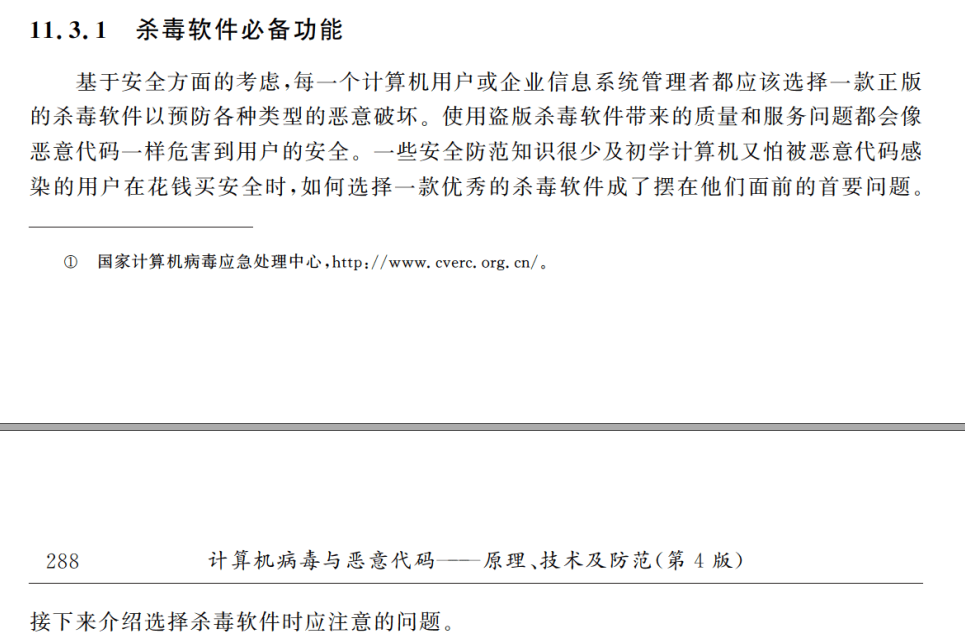 11.3.1 杀毒软件必备功能
基于安全方面的考虑,每一个计算机用户或企业信息系统管理者都应该选择一款正版
的杀毒软件以预防各种类型的恶意破坏。使用盗版杀毒软件带来的质量和服务问题都会像
恶意代码一样危害到用户的安全。一些安全防范知识很少及初学计算机又怕被恶意代码感
染的用户在花钱买安全时,如何选择一款优秀的杀毒软件成了摆在他们面前的首要问题。
① 国家计算机病毒应急处理中心,http://www.cverc.org.cn/。
288 计算机病毒与恶意代码——原理、技术及防范(第 4 版)
接下来介绍选择杀毒软件时应注意的问题。